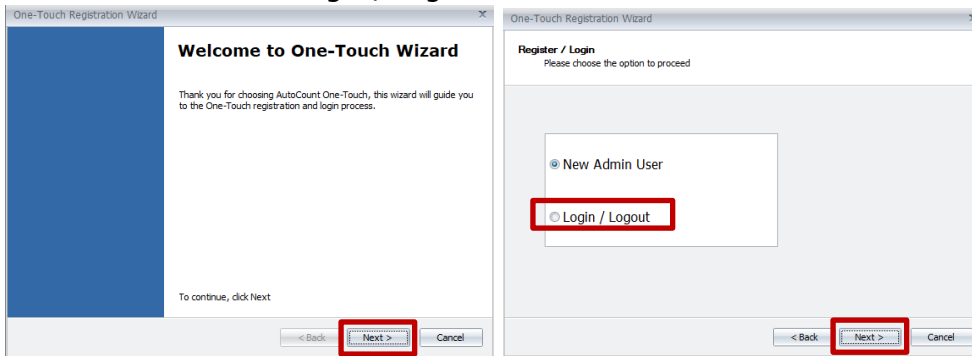 One-Touch Registration Wizard
Welcome to One-Touch Wizard
Thank you for choosing AutoCount One-Touch, this wizard will guide you
to the One-Touch registration and login process.
To continue, click Next
< Back Next > Cancel
One-Touch Registration Wizard
Register / Login
Please choose the option to proceed
New Admin User
Login / Logout
< Back Next > Cancel